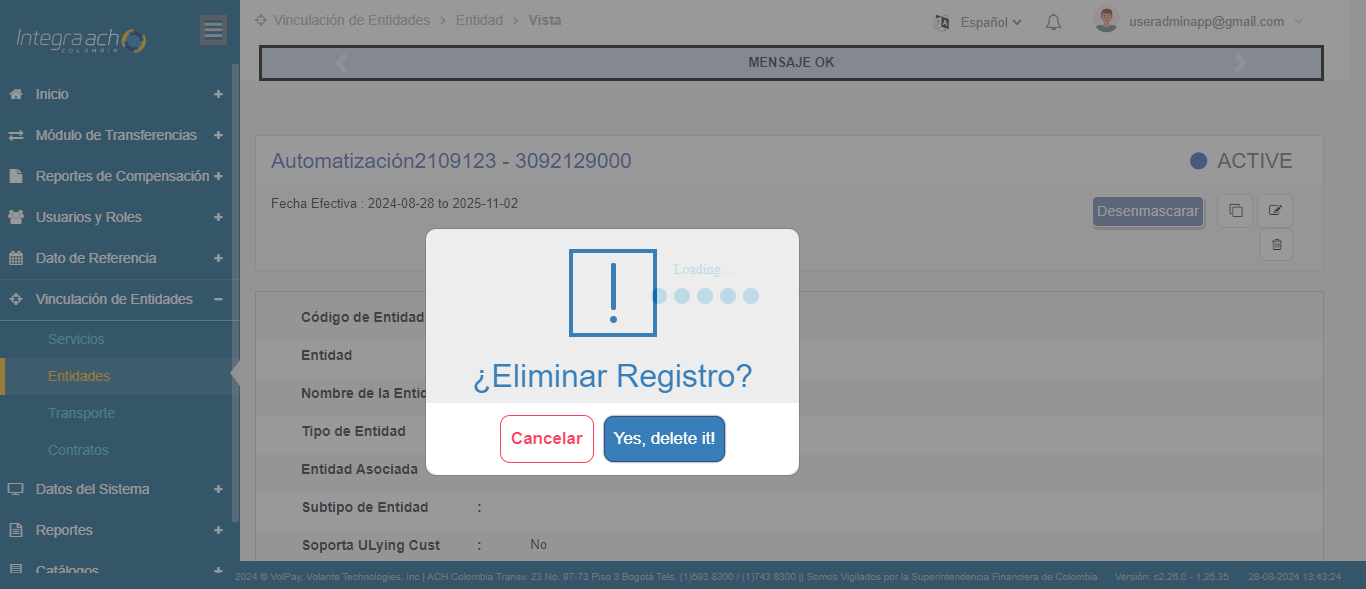 Integra ach
COLOMBIA
Vinculación de Entidades > Entidad > Vista
Español
useradminapp@gmail.com
MENSAJE OK
Inicio +
Módulo de Transferencias +
Reportes de Compensación +
Usuarios y Roles +
Dato de Referencia +
Vinculación de Entidades −
Servicios
Entidades
Transporte
Contratos
Datos del Sistema +
Reportes +
Catálogos +
Automatización2109123 - 3092129000
ACTIVE
Fecha Efectiva : 2024-08-28 to 2025-11-02
Desenmascarar
Código de Entidad
Entidad
Nombre de la Entid
Tipo de Entidad
Entidad Asociada
Subtipo de Entidad :
Soporta ULying Cust : No
Loading...
¿Eliminar Registro?
Cancelar
Yes, delete it!
2024 © VolPay, Volante Technologies, Inc | ACH Colombia Transv. 23 No. 97-73 Piso 3 Bogotá Tels. (1)593 8300 / (1)743 8300 || Somos Vigilados por la Superintendencia Financiera de Colombia. Versión: c2.26.0 - 1.25.35 28-08-2024 13:43:24